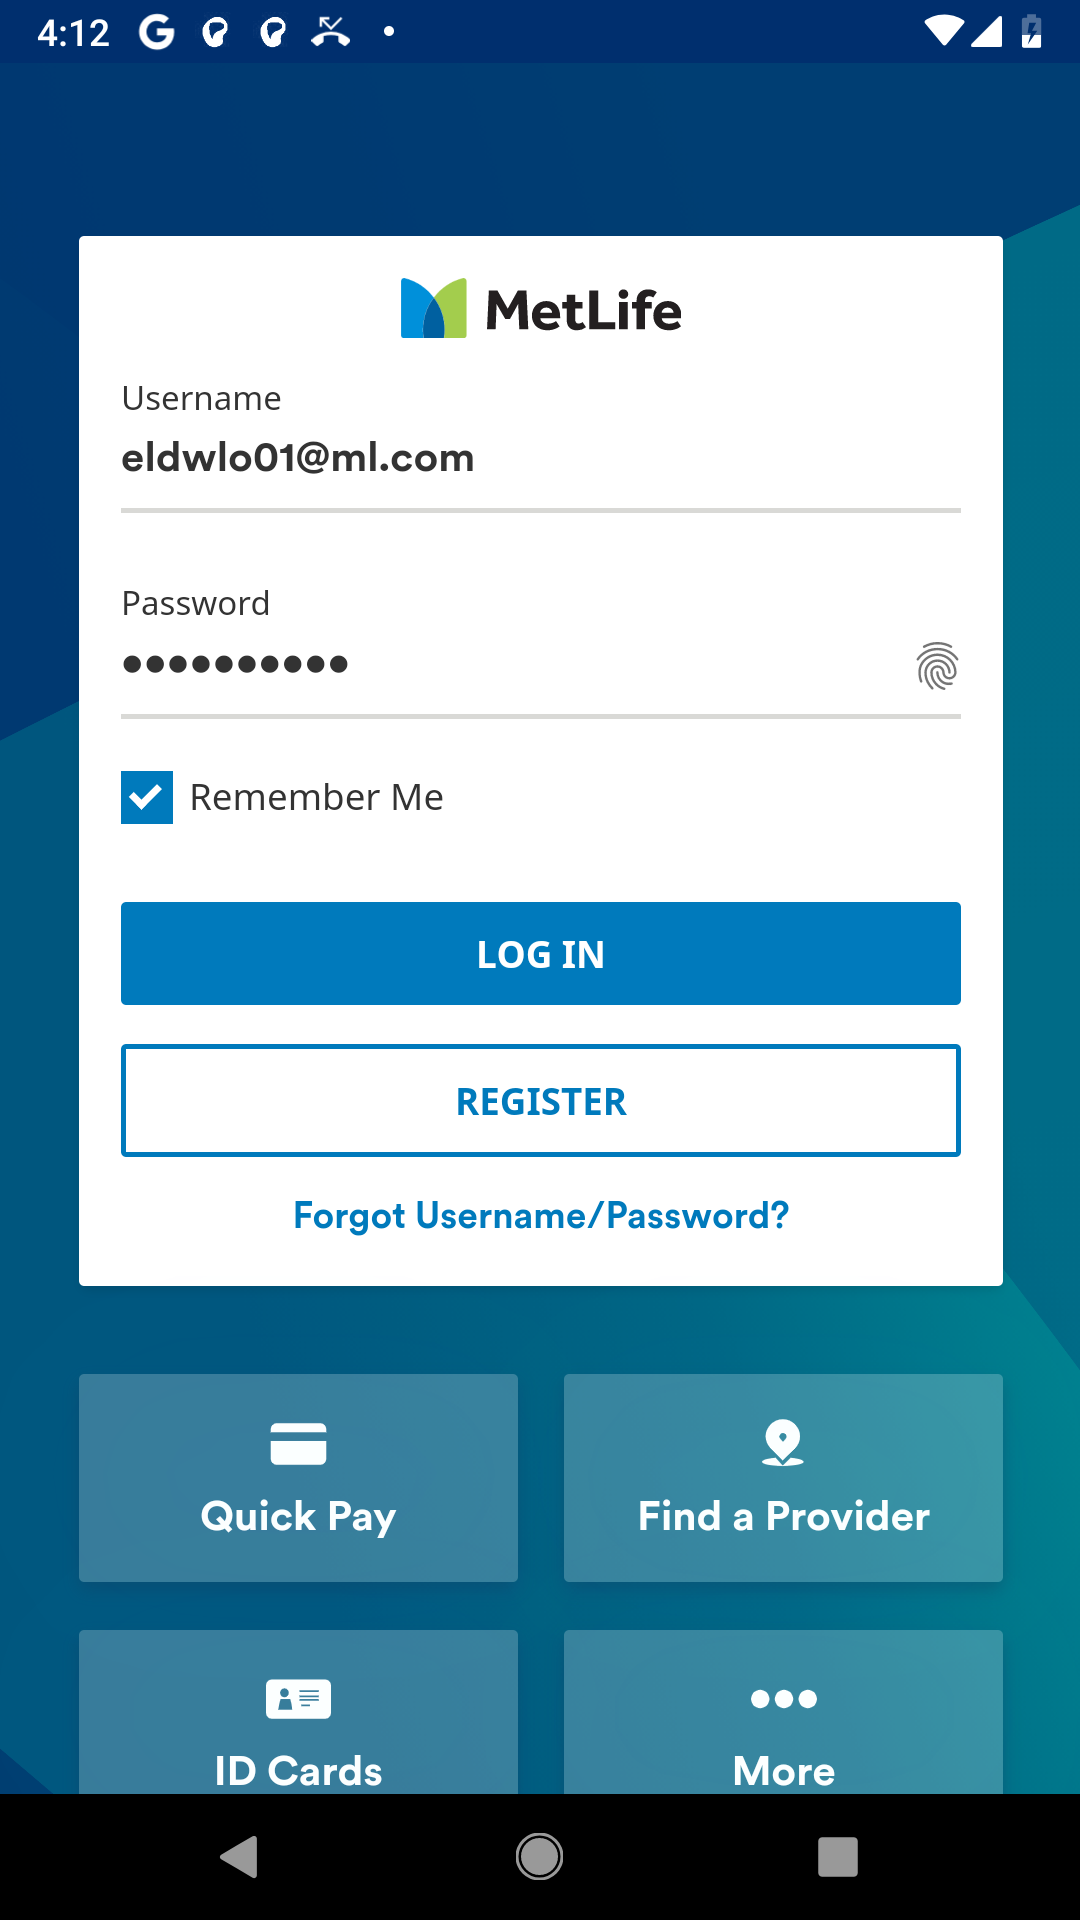 4:12
MetLife
Username
eldwlo01@ml.com
Password
Remember Me
LOG IN
REGISTER
Forgot Username/Password?
Quick Pay
Find a Provider
ID Cards
More